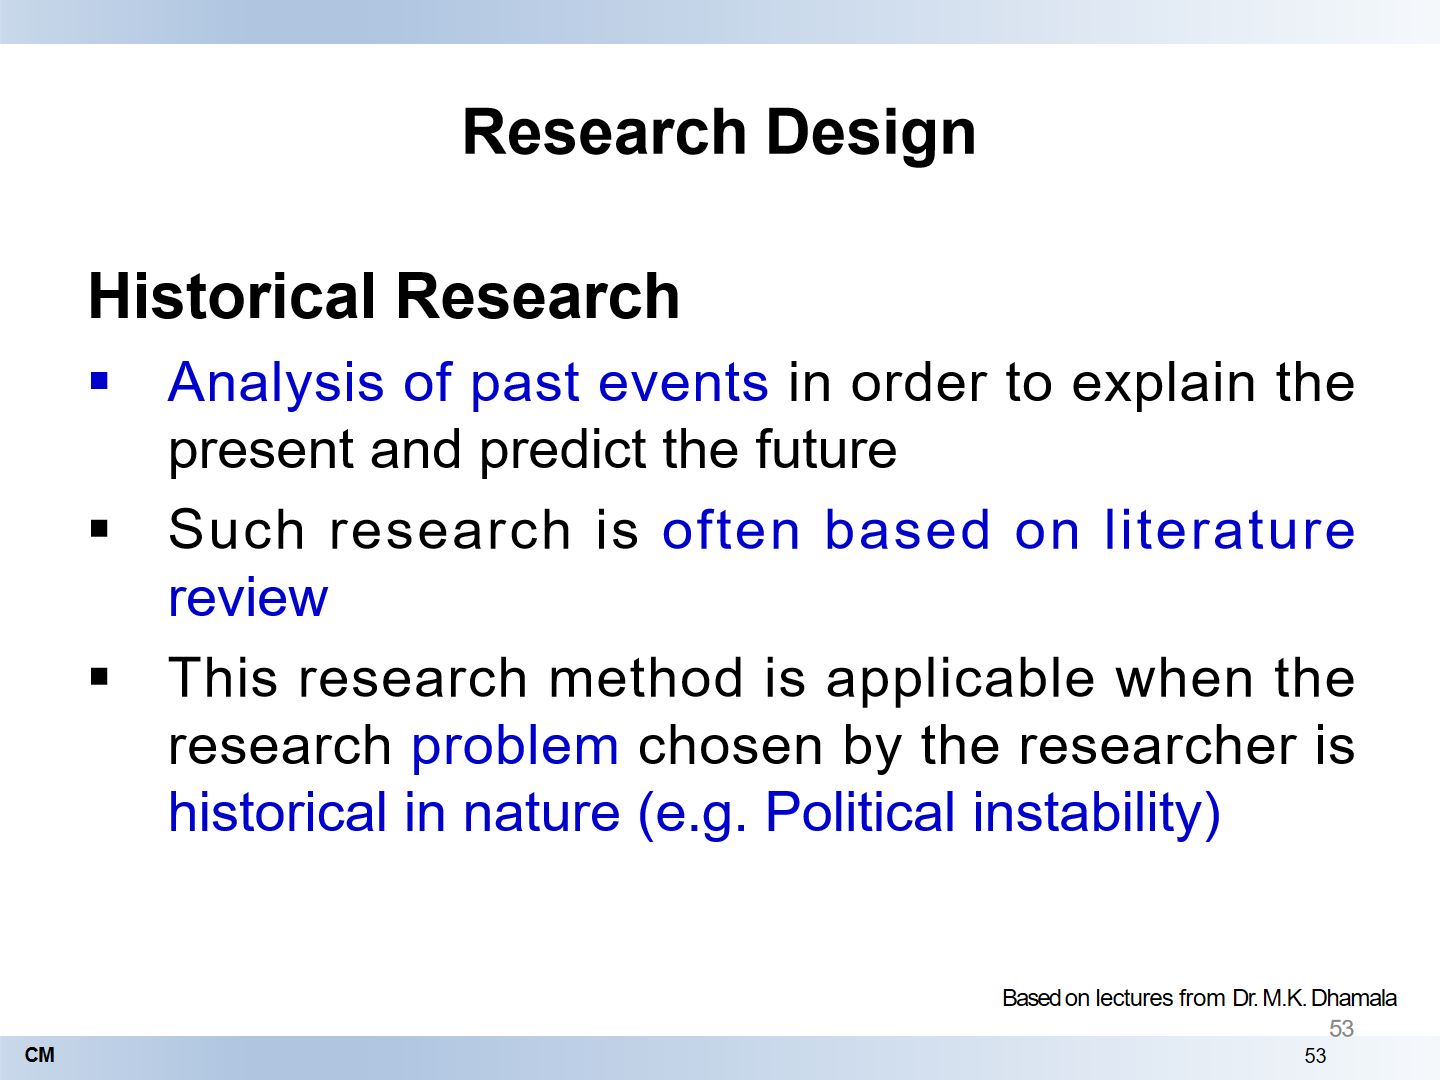 Research Design
Historical Research
▪ Analysis of past events in order to explain the
present and predict the future
▪ Such research is often based on literature
review
▪ This research method is applicable when the
research problem chosen by the researcher is
historical in nature (e.g. Political instability)
Based on lectures from Dr. M.K. Dhamala
53
CM
53